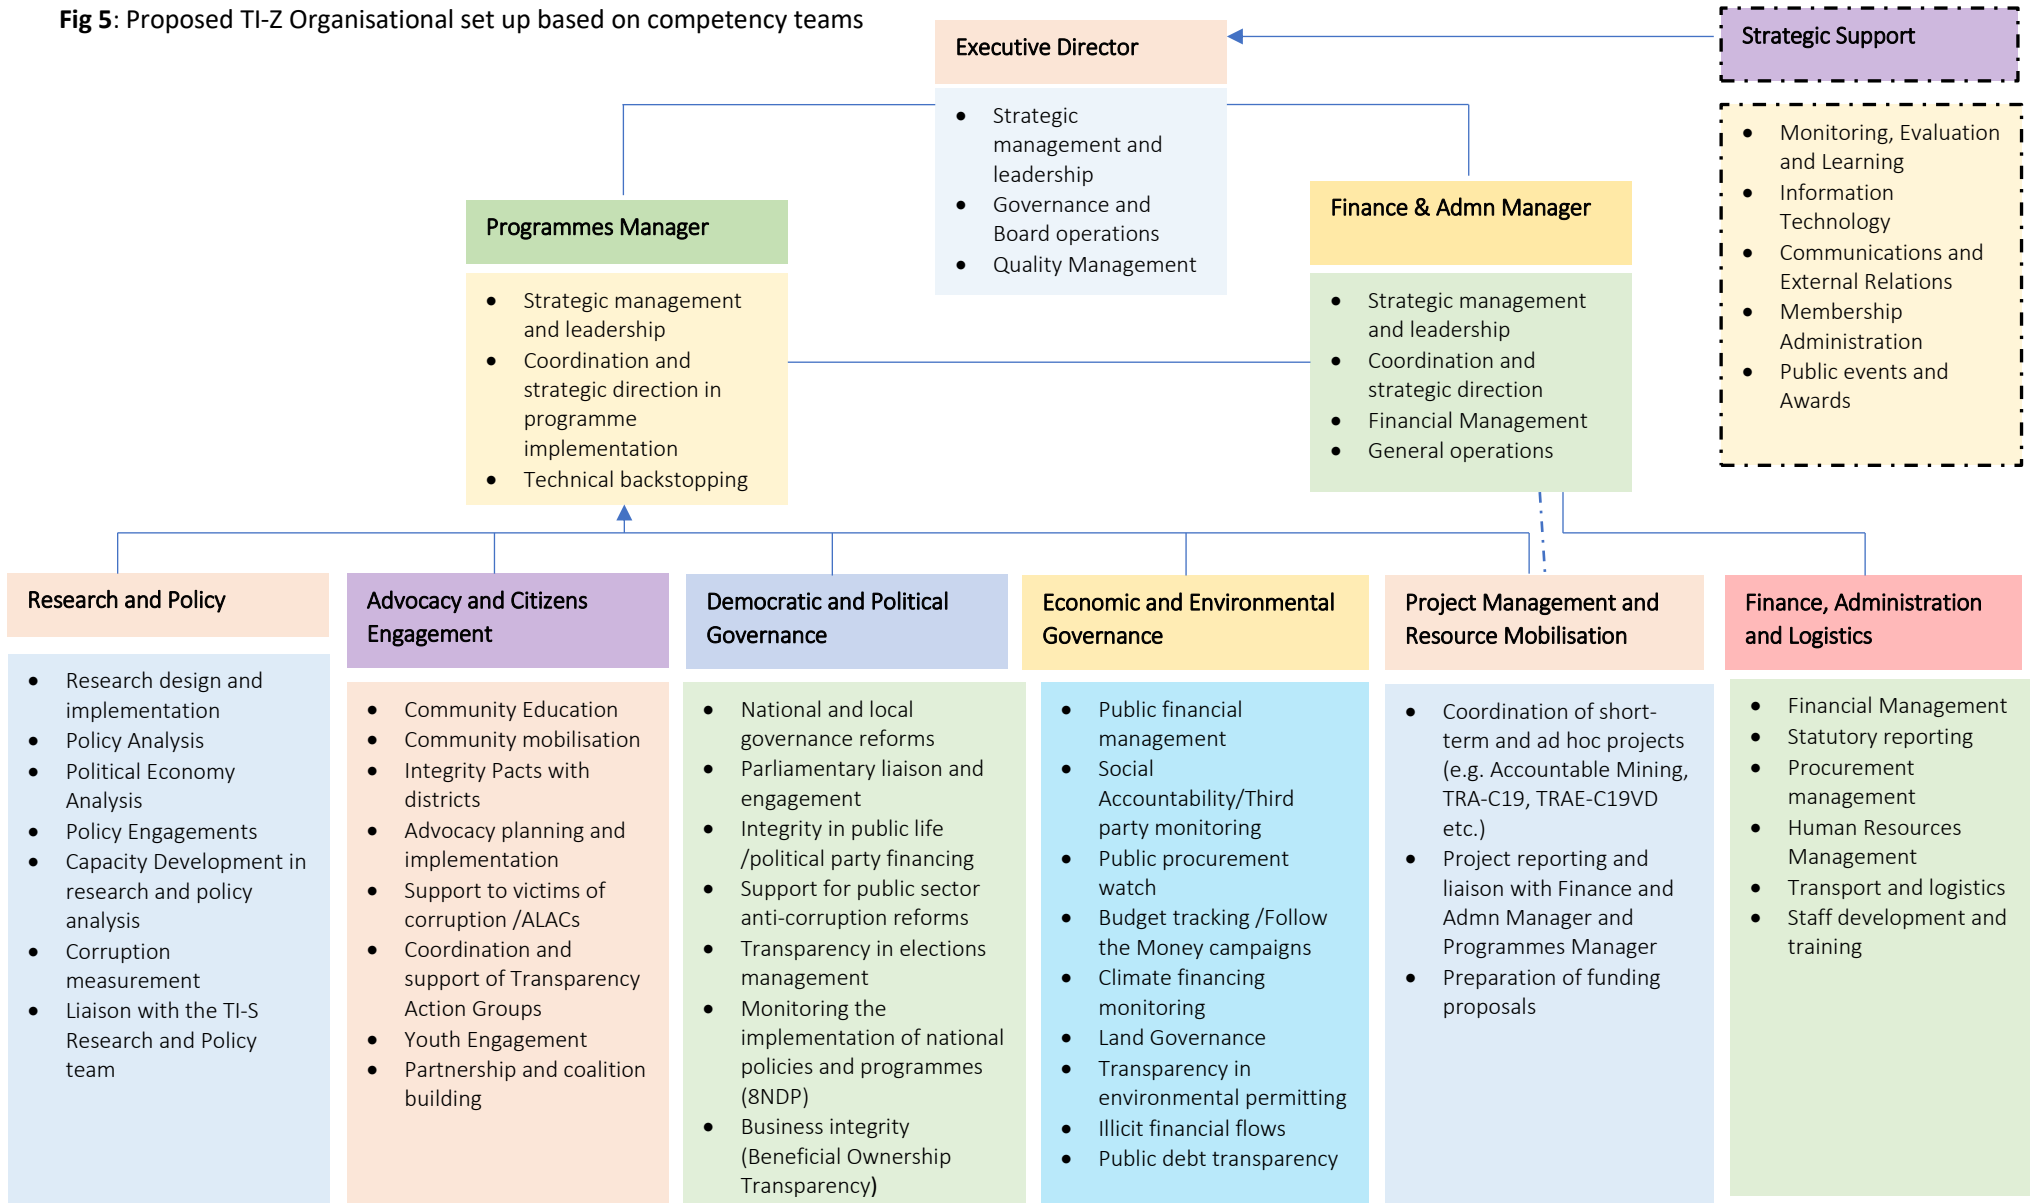 Fig 5: Proposed TI-Z Organisational set up based on competency teams
Executive Director
• Strategic
management and
leadership
• Governance and
Board operations
• Quality Management
Strategic Support
• Monitoring, Evaluation
and Learning
• Information
Technology
• Communications and
External Relations
• Membership
Administration
• Public events and
Awards
Programmes Manager
• Strategic management
and leadership
• Coordination and
strategic direction in
programme
implementation
• Technical backstopping
Finance & Admn Manager
• Strategic management
and leadership
• Coordination and
strategic direction
• Financial Management
• General operations
Research and Policy
• Research design and
implementation
• Policy Analysis
• Political Economy
Analysis
• Policy Engagements
• Capacity Development in
research and policy
analysis
• Corruption
measurement
• Liaison with the TI-S
Research and Policy
team
Advocacy and Citizens
Engagement
• Community Education
• Community mobilisation
• Integrity Pacts with
districts
• Advocacy planning and
implementation
• Support to victims of
corruption /ALACs
• Coordination and
support of Transparency
Action Groups
• Youth Engagement
• Partnership and coalition
building
Democratic and Political
Governance
• National and local
governance reforms
• Parliamentary liaison and
engagement
• Integrity in public life
/political party financing
• Support for public sector
anti-corruption reforms
• Transparency in elections
management
• Monitoring the
implementation of national
policies and programmes
(8NDP)
• Business integrity
(Beneficial Ownership
Transparency)
Economic and Environmental
Governance
• Public financial
management
• Social
Accountability/Third
party monitoring
• Public procurement
watch
• Budget tracking /Follow
the Money campaigns
• Climate financing
monitoring
• Land Governance
• Transparency in
environmental permitting
• Illicit financial flows
• Public debt transparency
Project Management and
Resource Mobilisation
• Coordination of short-
term and ad hoc projects
(e.g. Accountable Mining,
TRA-C19, TRAE-C19VD
etc.)
• Project reporting and
liaison with Finance and
Admn Manager and
Programmes Manager
• Preparation of funding
proposals
Finance, Administration
and Logistics
• Financial Management
• Statutory reporting
• Procurement
management
• Human Resources
Management
• Transport and logistics
• Staff development and
training